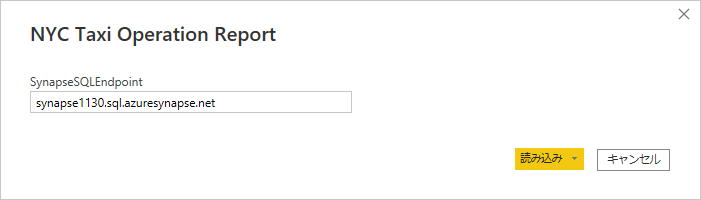 NYC Taxi Operation Report
SynapseSQLEndpoint
synapse1130.sql.azuresynapse.net
読み込み
キャンセル